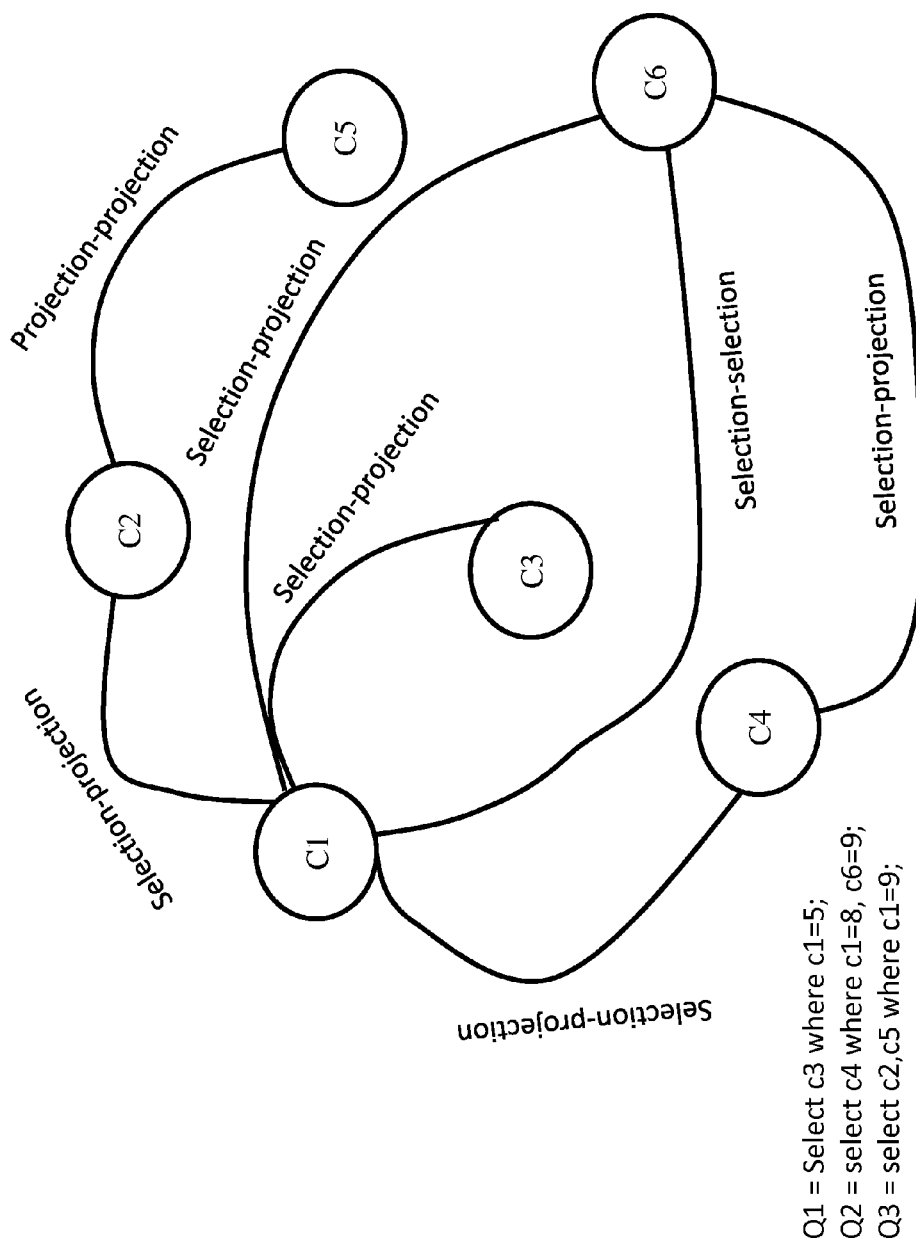 Projection-projection
C5
C6
Selection-projection
Selection-projection
C2
Selection-projection
C3
Selection-selection
Selection-projection
C1
C4
Selection-projection
Q1 = Select c3 where c1=5;
Q2 = select c4 where c1=8, c6=9;
Q3 = select c2,c5 where c1=9;